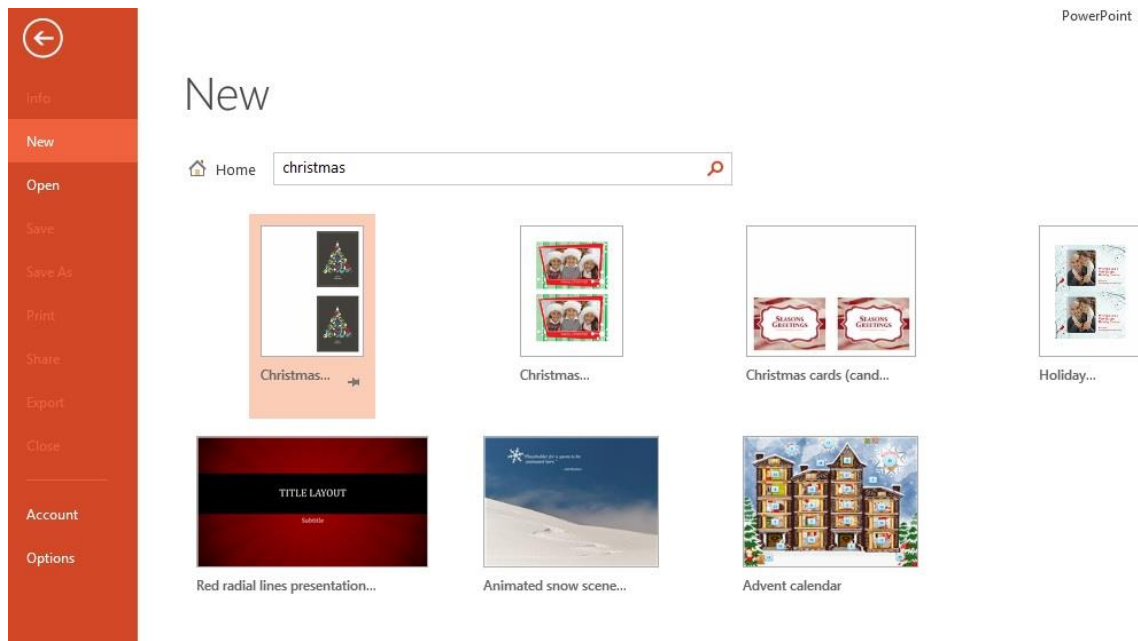 PowerPoint
Info
New
Open
Save
Save As
Print
Share
Export
Close
Account
Options
New
Home
christmas
Christmas...
Christmas...
SEASONS
GREETINGS
SEASONS
GREETINGS
Christmas cards (cand...
Holiday...
TITLE LAYOUT
Subtitle
Red radial lines presentation...
Animated snow scene...
Advent calendar